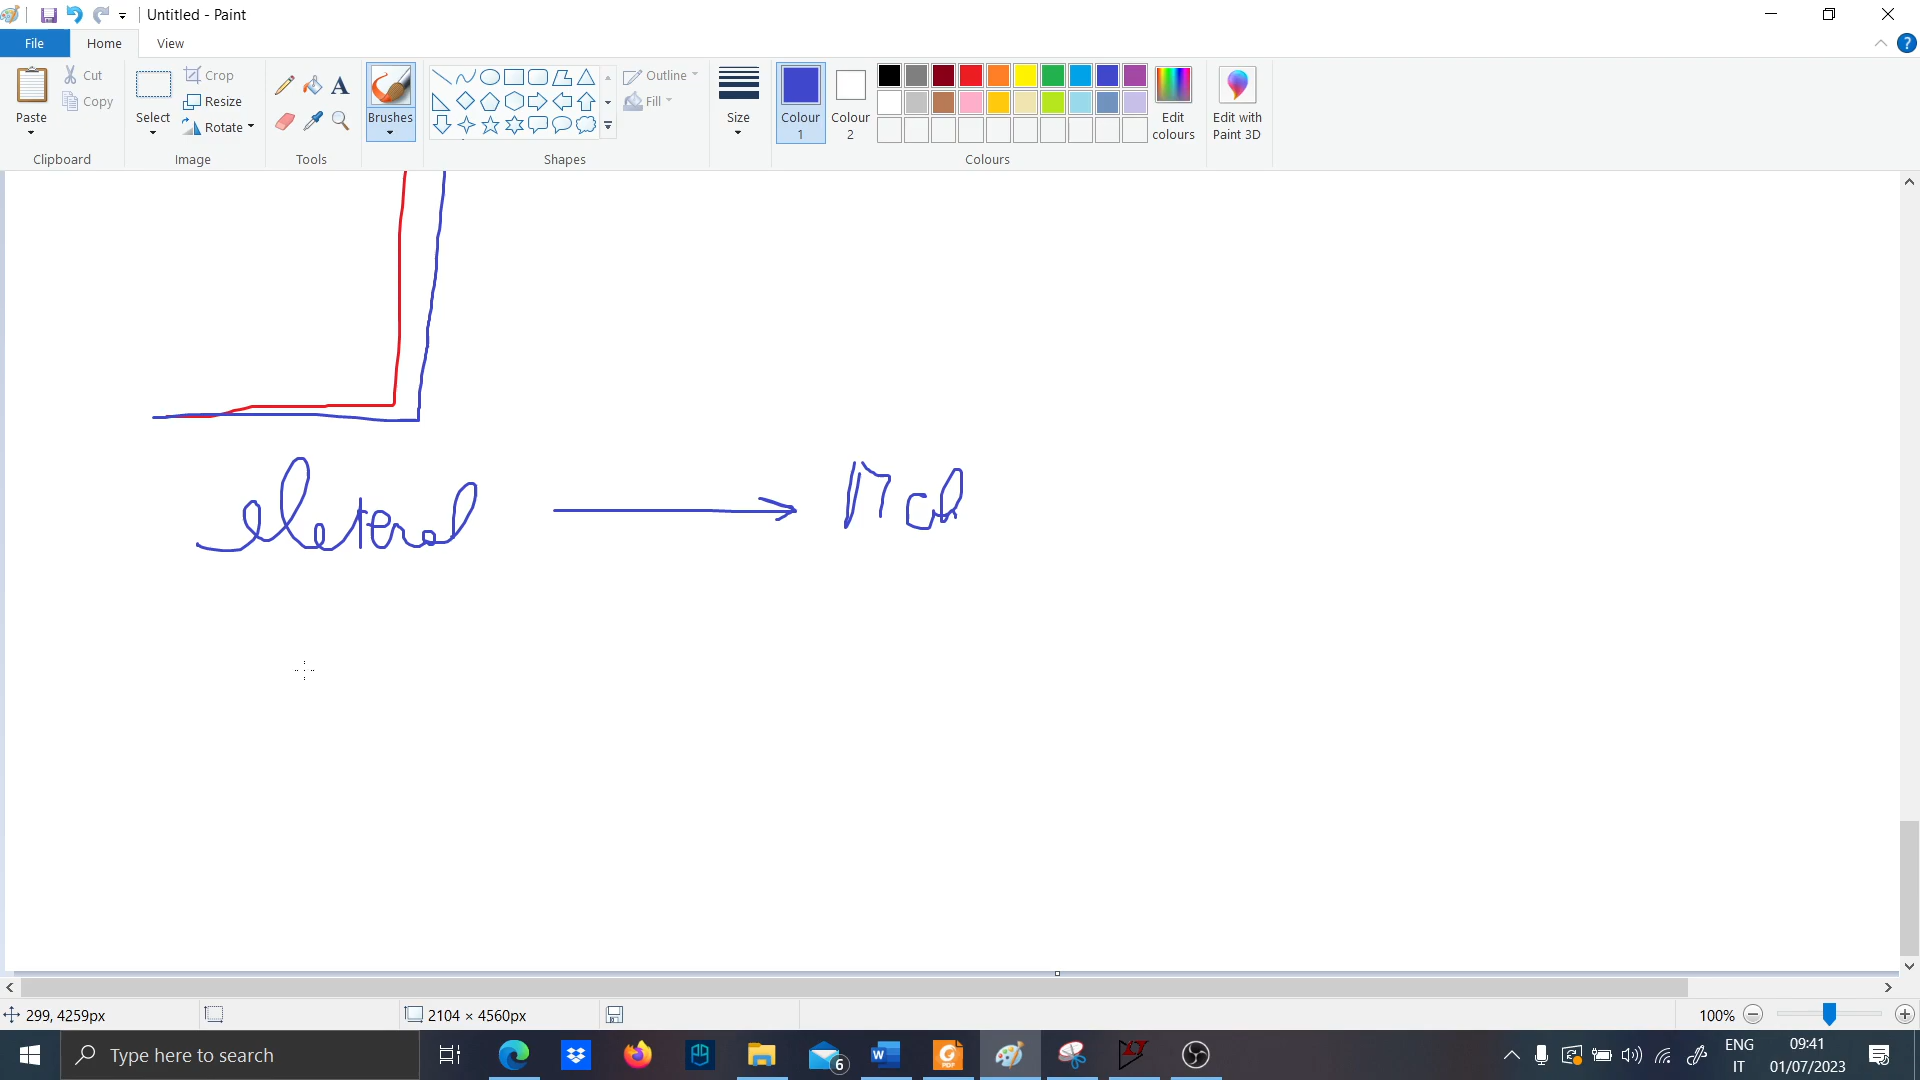 Untitled - Paint
File Home View
Paste
Cut
Copy
Clipboard
Select
Crop
Resize
Rotate
Image
Tools
Brushes
Shapes
Outline
Fill
Size
Colour 1
Colour 2
Edit colours
Colours
Edit with Paint 3D
299, 4259px
2104 × 4560px
100%
Type here to search
6
ENG
IT
09:41
01/07/2023